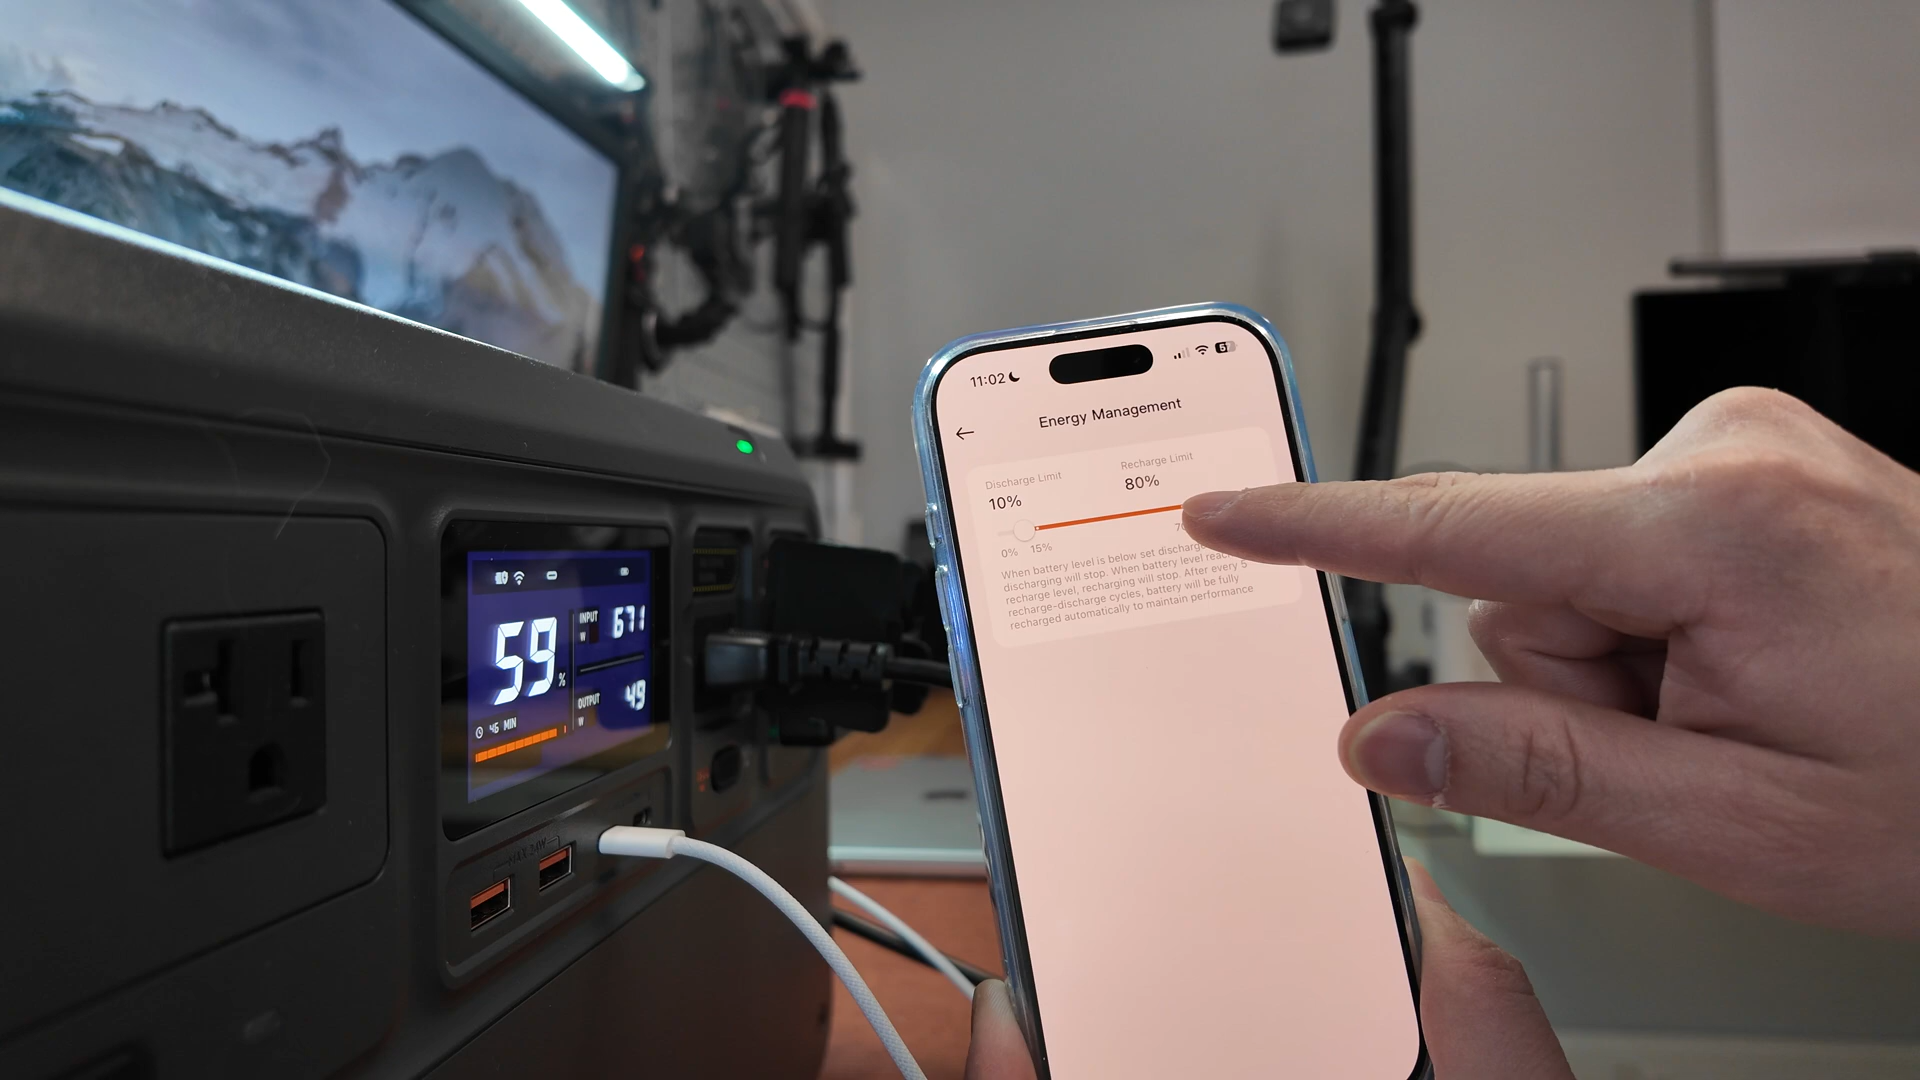 11:02
57
Energy Management
Discharge Limit
Recharge Limit
10%
80%
0%
15%
When battery level is below set discharge
discharging will stop. When battery level
recharge level, recharging will stop. After every 5
recharge-discharge cycles, battery will be fully
recharged automatically to maintain performance
59 %
INPUT
W
671
OUTPUT
W
49
46 MIN